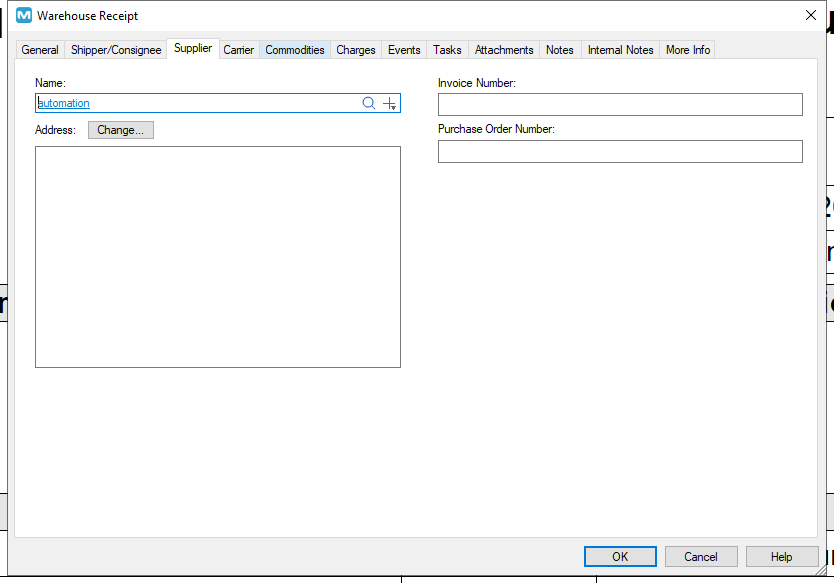 Warehouse Receipt
General Shipper/Consignee Supplier Carrier Commodities Charges Events Tasks Attachments Notes Internal Notes More Info
Name:
automation
Address: Change...
Invoice Number:
Purchase Order Number:
OK Cancel Help